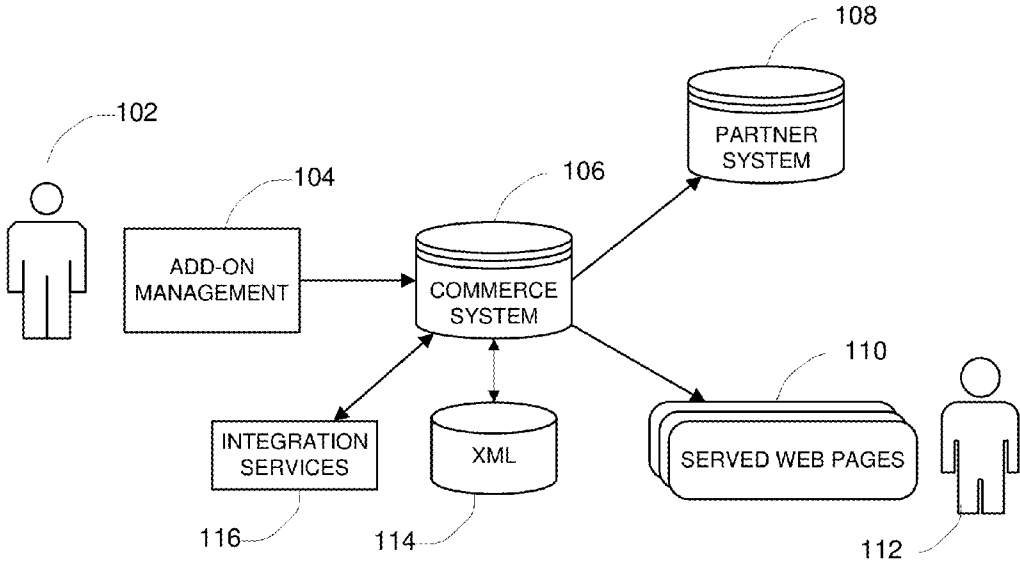 108
102
PARTNER
SYSTEM
104
106
ADD-ON
MANAGEMENT
COMMERCE
SYSTEM
110
INTEGRATION
SERVICES
XML
SERVED WEB PAGES
116
114
112